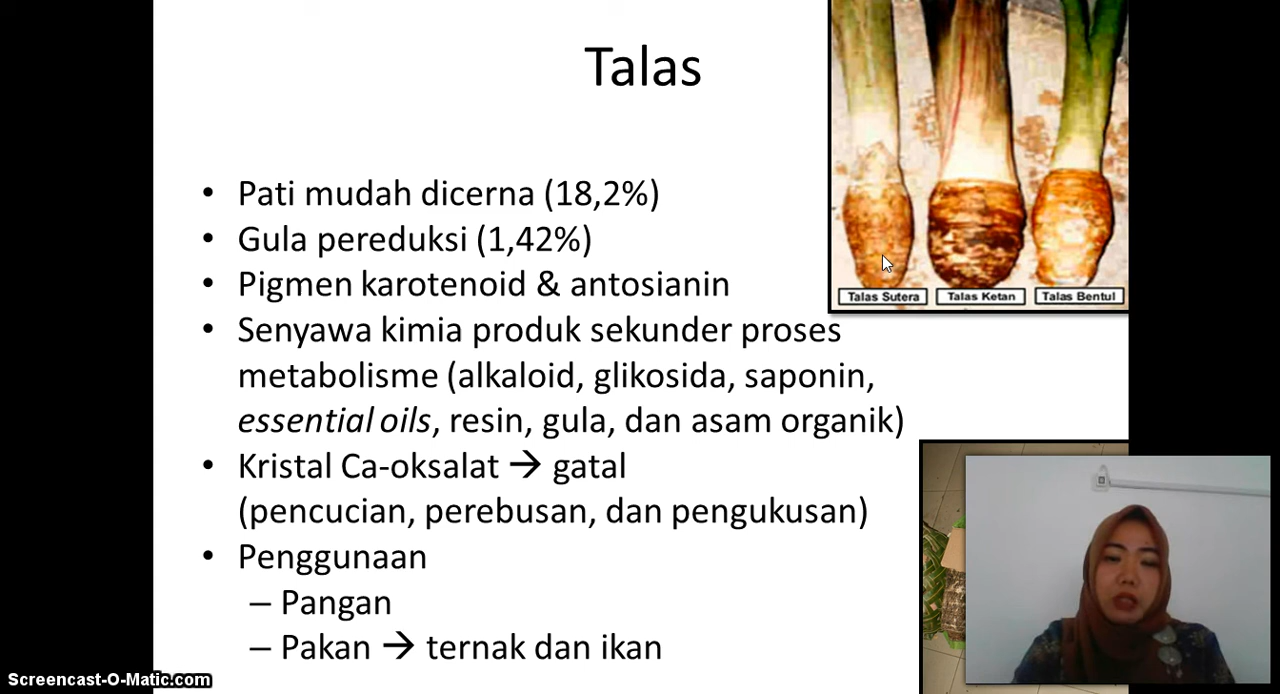 Talas
• Pati mudah dicerna (18,2%)
• Gula pereduksi (1,42%)
• Pigmen karotenoid & antosianin
• Senyawa kimia produk sekunder proses
metabolisme (alkaloid, glikosida, saponin,
essential oils, resin, gula, dan asam organik)
• Kristal Ca-oksalat → gatal
(pencucian, perebusan, dan pengukusan)
• Penggunaan
– Pangan
– Pakan → ternak dan ikan
Talas Sutera
Talas Ketan
Talas Bentul
Screencast-O-Matic.com